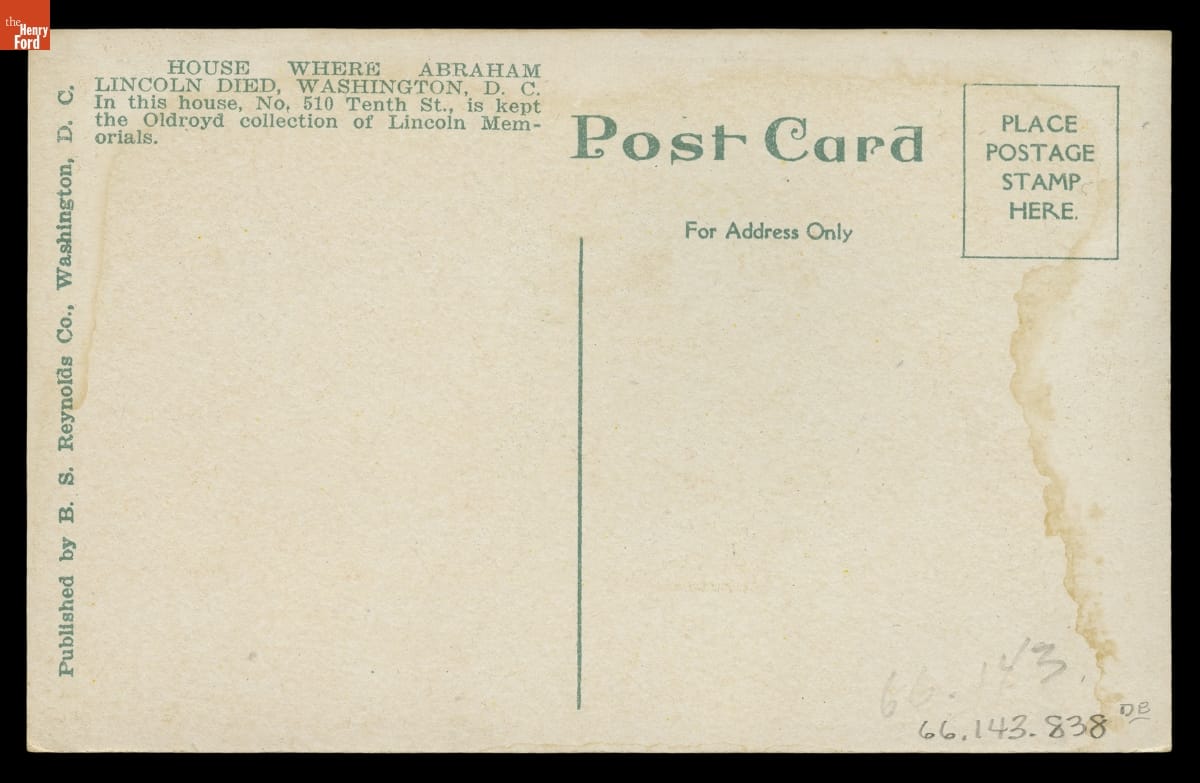 the
Henry
Ford
HOUSE WHERE ABRAHAM
LINCOLN DIED, WASHINGTON, D. C.
In this house, No. 510 Tenth St., is kept
the Oldroyd collection of Lincoln Mem-
orials.
Published by B. S. Reynolds Co., Washington, D. C.
Post Card
For Address Only
PLACE
POSTAGE
STAMP
HERE.
66.143.
66.143.838 DB